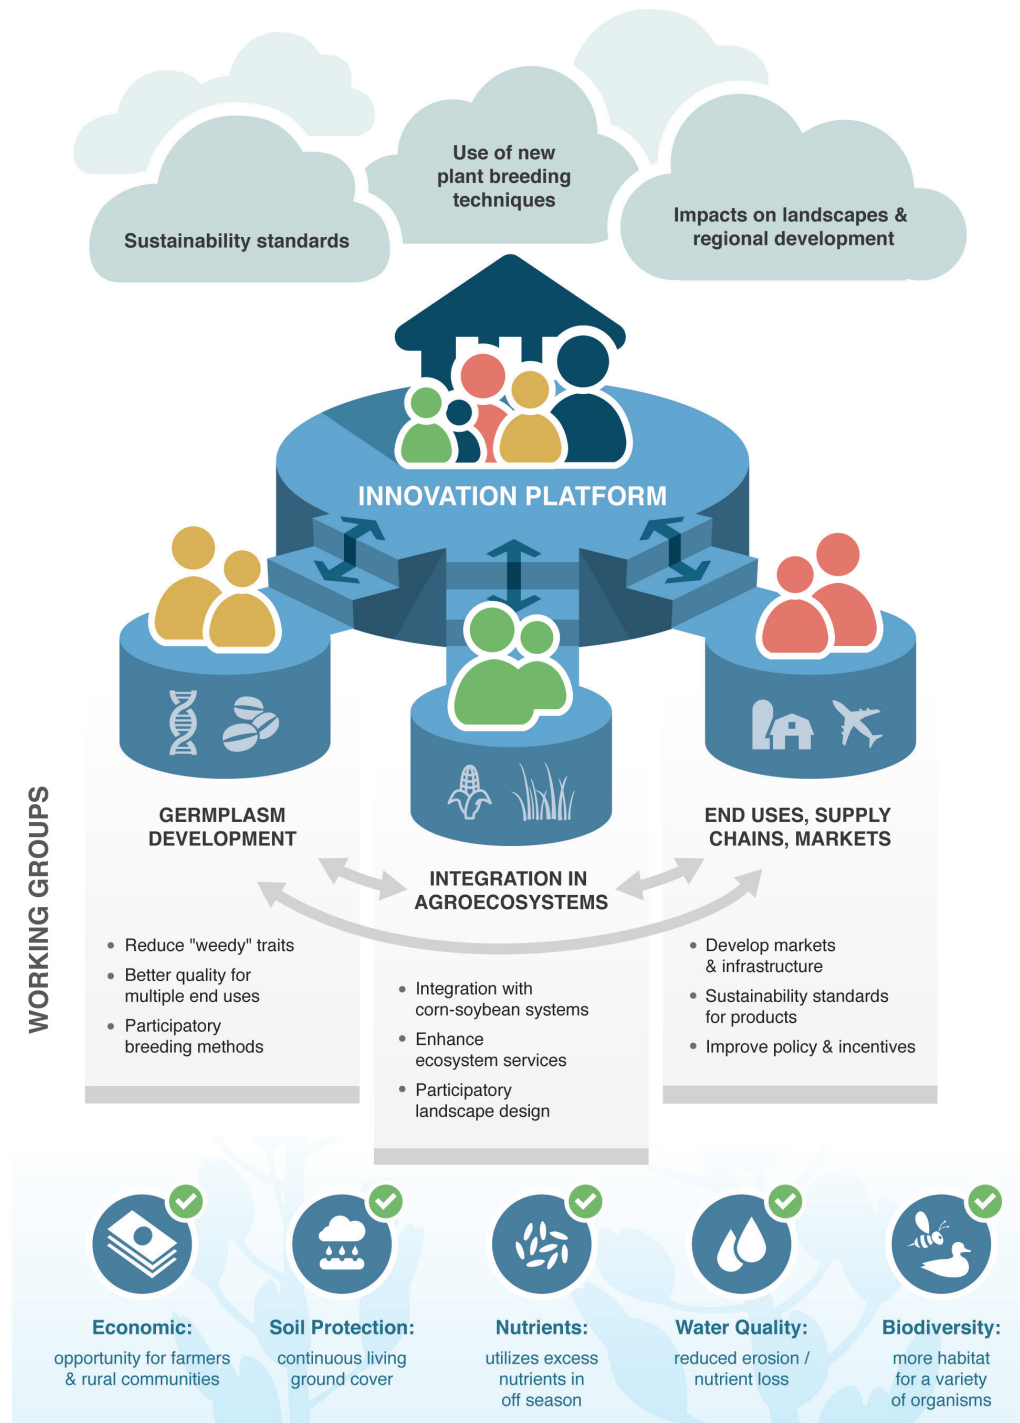 Use of new
plant breeding
techniques
Sustainability standards
Impacts on landscapes &
regional development
INNOVATION PLATFORM
WORKING GROUPS
GERMPLASM
DEVELOPMENT
• Reduce "weedy" traits
• Better quality for
multiple end uses
• Participatory
breeding methods
INTEGRATION IN
AGROECOSYSTEMS
• Integration with
corn-soybean systems
• Enhance
ecosystem services
• Participatory
landscape design
END USES, SUPPLY
CHAINS, MARKETS
• Develop markets
& infrastructure
• Sustainability standards
for products
• Improve policy & incentives
Economic:
opportunity for farmers
& rural communities
Soil Protection:
continuous living
ground cover
Nutrients:
utilizes excess
nutrients in
off season
Water Quality:
reduced erosion /
nutrient loss
Biodiversity:
more habitat
for a variety
of organisms